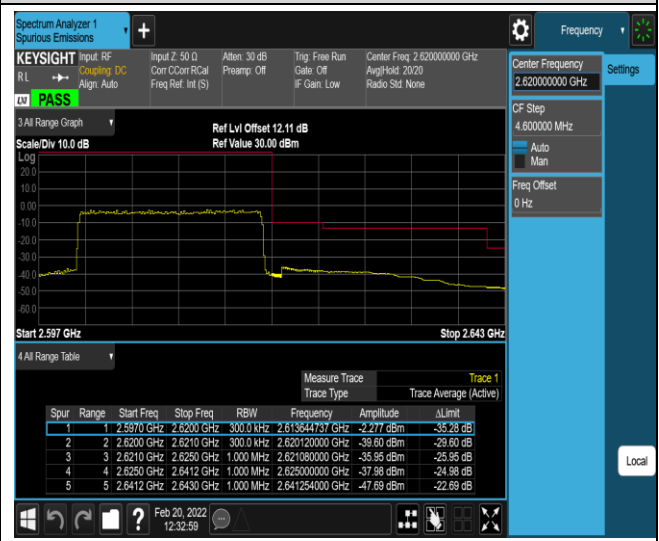 Spectrum Analyzer 1
Spurious Emissions
+
Frequency
KEYSIGHT
RL
LXI PASS
Input: RF
Coupling: DC
Align: Auto
Input Z: 50 Ω
Corr CCorr RCal
Freq Ref: Int (S)
Atten: 30 dB
Preamp: Off
Trig: Free Run
Gate: Off
IF Gain: Low
Center Freq: 2.620000000 GHz
Avg|Hold: 20/20
Radio Std: None
Center Frequency
2.620000000 GHz
Settings
CF Step
4.600000 MHz
Auto
Man
Freq Offset
0 Hz
3 All Range Graph
Scale/Div 10.0 dB
Ref Lvl Offset 12.11 dB
Ref Value 30.00 dBm
Log
20.0
10.0
0.00
-10.0
-20.0
-30.0
-40.0
-50.0
-60.0
Start 2.597 GHz Stop 2.643 GHz
4 All Range Table
Measure Trace Trace 1
Trace Type Trace Average (Active)
Spur Range Start Freq Stop Freq RBW Frequency Amplitude ΔLimit
1 1 2.5970 GHz 2.6200 GHz 300.0 kHz 2.613644737 GHz -2.277 dBm -35.28 dB
2 2 2.6200 GHz 2.6210 GHz 300.0 kHz 2.620120000 GHz -39.60 dBm -29.60 dB
3 3 2.6210 GHz 2.6250 GHz 1.000 MHz 2.621080000 GHz -35.95 dBm -25.95 dB
4 4 2.6250 GHz 2.6412 GHz 1.000 MHz 2.625000000 GHz -37.98 dBm -24.98 dB
5 5 2.6412 GHz 2.6430 GHz 1.000 MHz 2.641254000 GHz -47.69 dBm -22.69 dB
Local
?
Feb 20, 2022
12:32:59